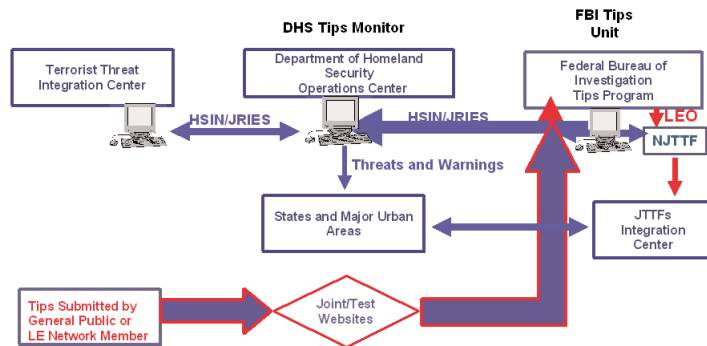 DHS Tips Monitor
FBI Tips
Unit
Terrorist Threat
Integration Center
Department of Homeland
Security
Operations Center
Federal Bureau of
Investigation
Tips Program
HSIN/JRIES
HSIN/JRIES
LEO
NJTTF
Threats and Warnings
States and Major Urban
Areas
JTTFs
Integration
Center
Tips Submitted by
General Public or
LE Network Member
Joint/Test
Websites